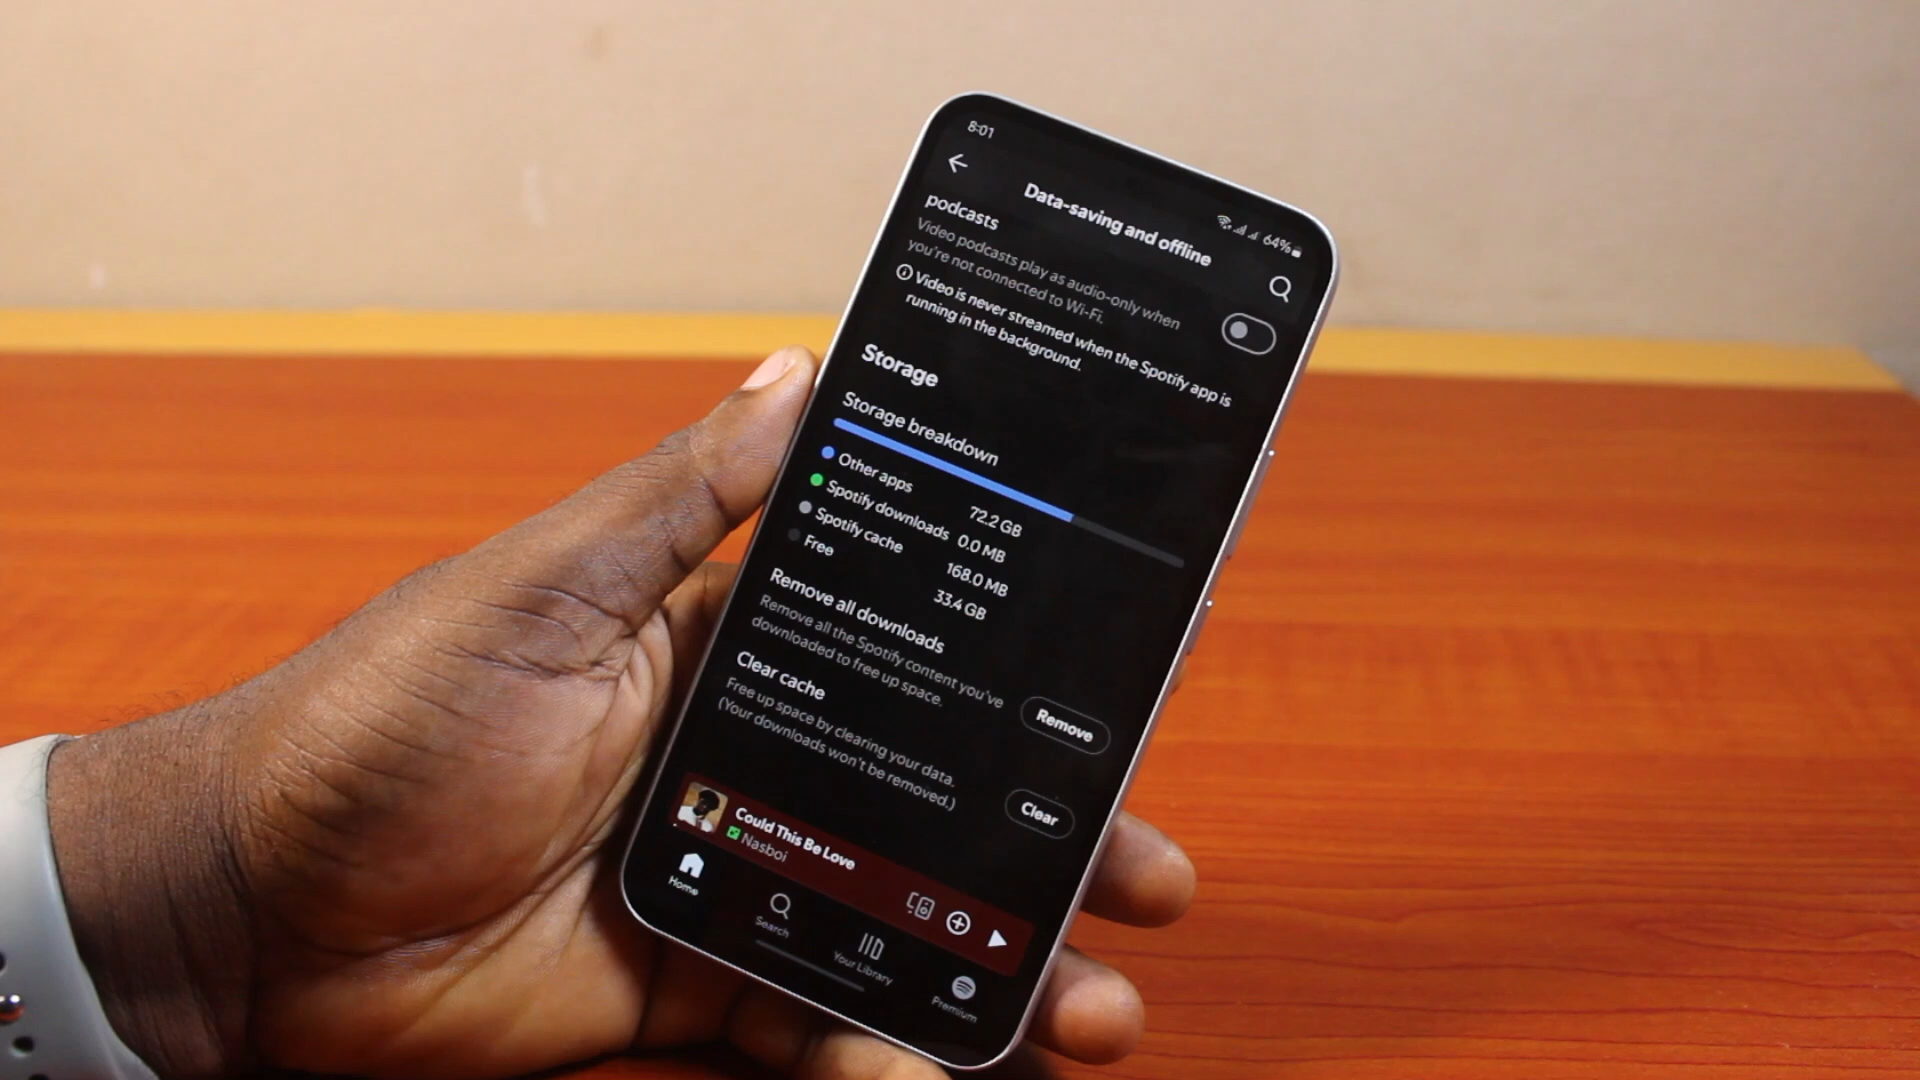 8:01
64%
Data-saving and offline
podcasts
Video podcasts play as audio-only when
you're not connected to Wi-Fi.
Video is never streamed when the Spotify app is
running in the background.
Storage
Storage breakdown
Other apps 72.2 GB
Spotify downloads 0.0 MB
Spotify cache 168.0 MB
Free 33.4 GB
Remove all downloads
Remove all the Spotify content you've
downloaded to free up space.
Remove
Clear cache
Free up space by clearing your data.
(Your downloads won't be removed.)
Clear
Could This Be Love
Nasboi
Home
Search
Your Library
Premium